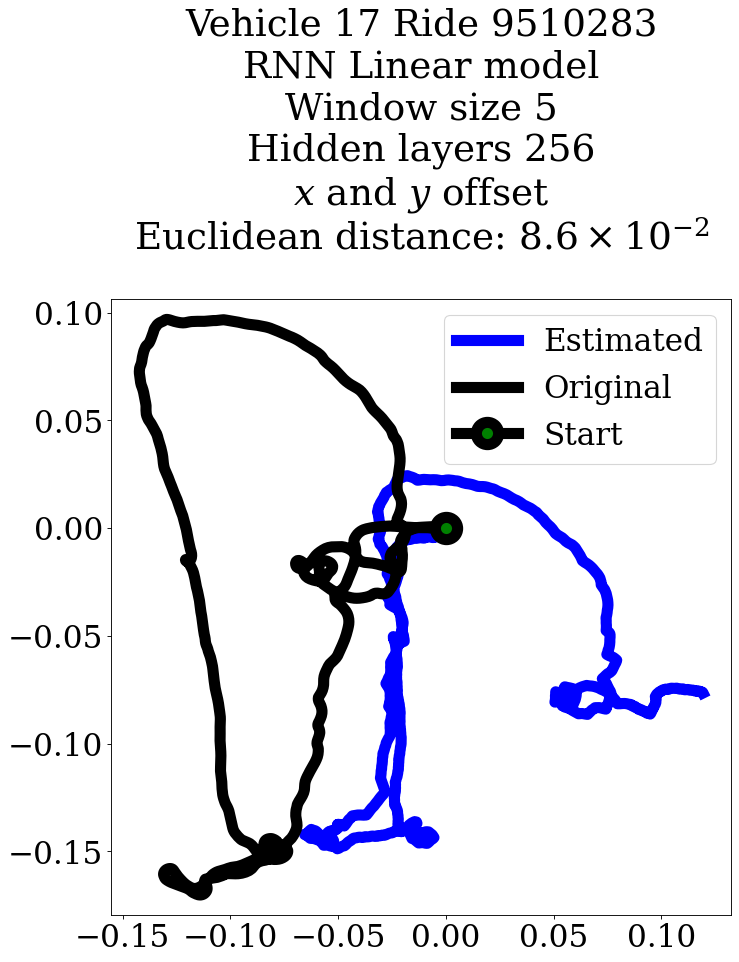 Vehicle 17 Ride 9510283
RNN Linear model
Window size 5
Hidden layers 256
x and y offset
Euclidean distance: 8.6 × 10⁻²
Estimated
Original
Start
0.10
0.05
0.00
−0.05
−0.10
−0.15
−0.15 −0.10 −0.05 0.00 0.05 0.10